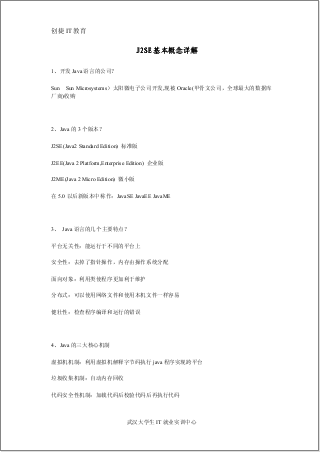 创捷 IT 教育
J2SE 基本概念详解
1、开发 Java 语言的公司?
Sun  Sun Microsystems）太阳微电子公司开发,现被 Oracle(甲骨文公司，全球最大的数据库
厂商)收购
2、Java 的 3 个版本?
J2SE(Java2 Standard Edition) 标准版
J2EE(Java 2 Platform,Enterprise Edition) 企业版
J2ME(Java 2 Micro Edition) 微小版
在 5.0 以后新版本中称作：JavaSE JavaEE JavaME
3、 Java 语言的几个主要特点?
平台无关性：能运行于不同的平台上
安全性：去掉了指针操作、内存由操作系统分配
面向对象：利用类使程序更加利于维护
分布式：可以使用网络文件和使用本机文件一样容易
健壮性：检查程序编译和运行的错误
4、Java 的三大核心机制
虚拟机机制：利用虚拟机解释字节码执行 java 程序实现跨平台
垃圾收集机制：自动内存回收
代码安全性机制：加载代码后校验代码后再执行代码
武汉大学生 IT 就业实训中心